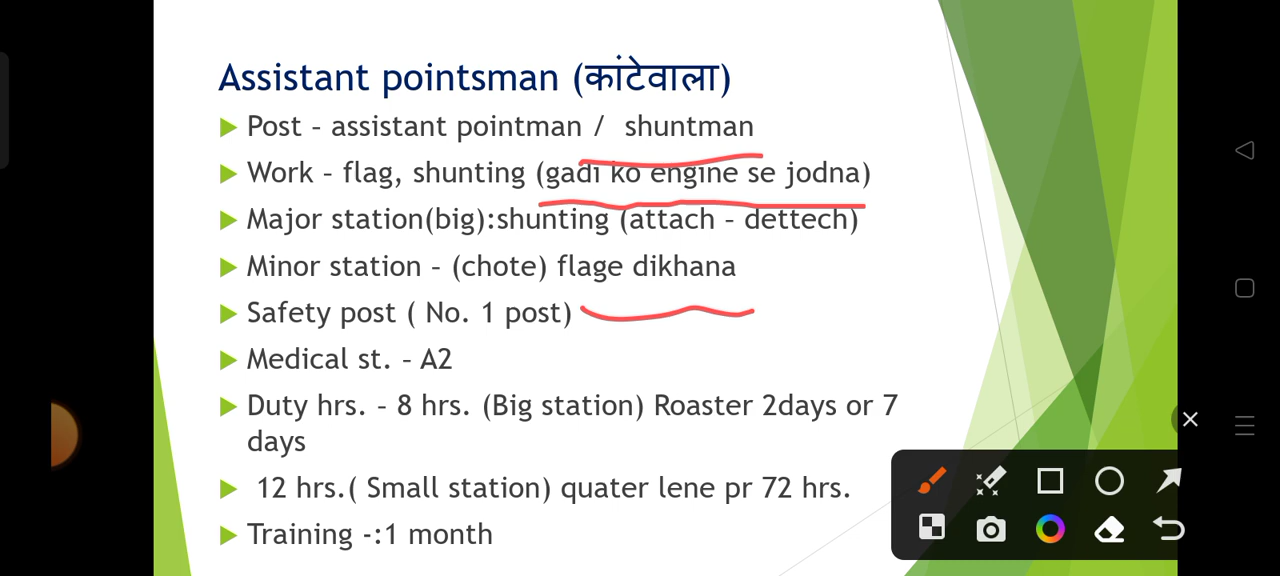 Assistant pointsman (कांटेवाला)
Post – assistant pointman / shuntman
Work – flag, shunting (gadi ko engine se jodna)
Major station(big):shunting (attach – dettech)
Minor station – (chote) flage dikhana
Safety post ( No. 1 post)
Medical st. – A2
Duty hrs. – 8 hrs. (Big station) Roaster 2days or 7
days
12 hrs.( Small station) quater lene pr 72 hrs.
Training -:1 month